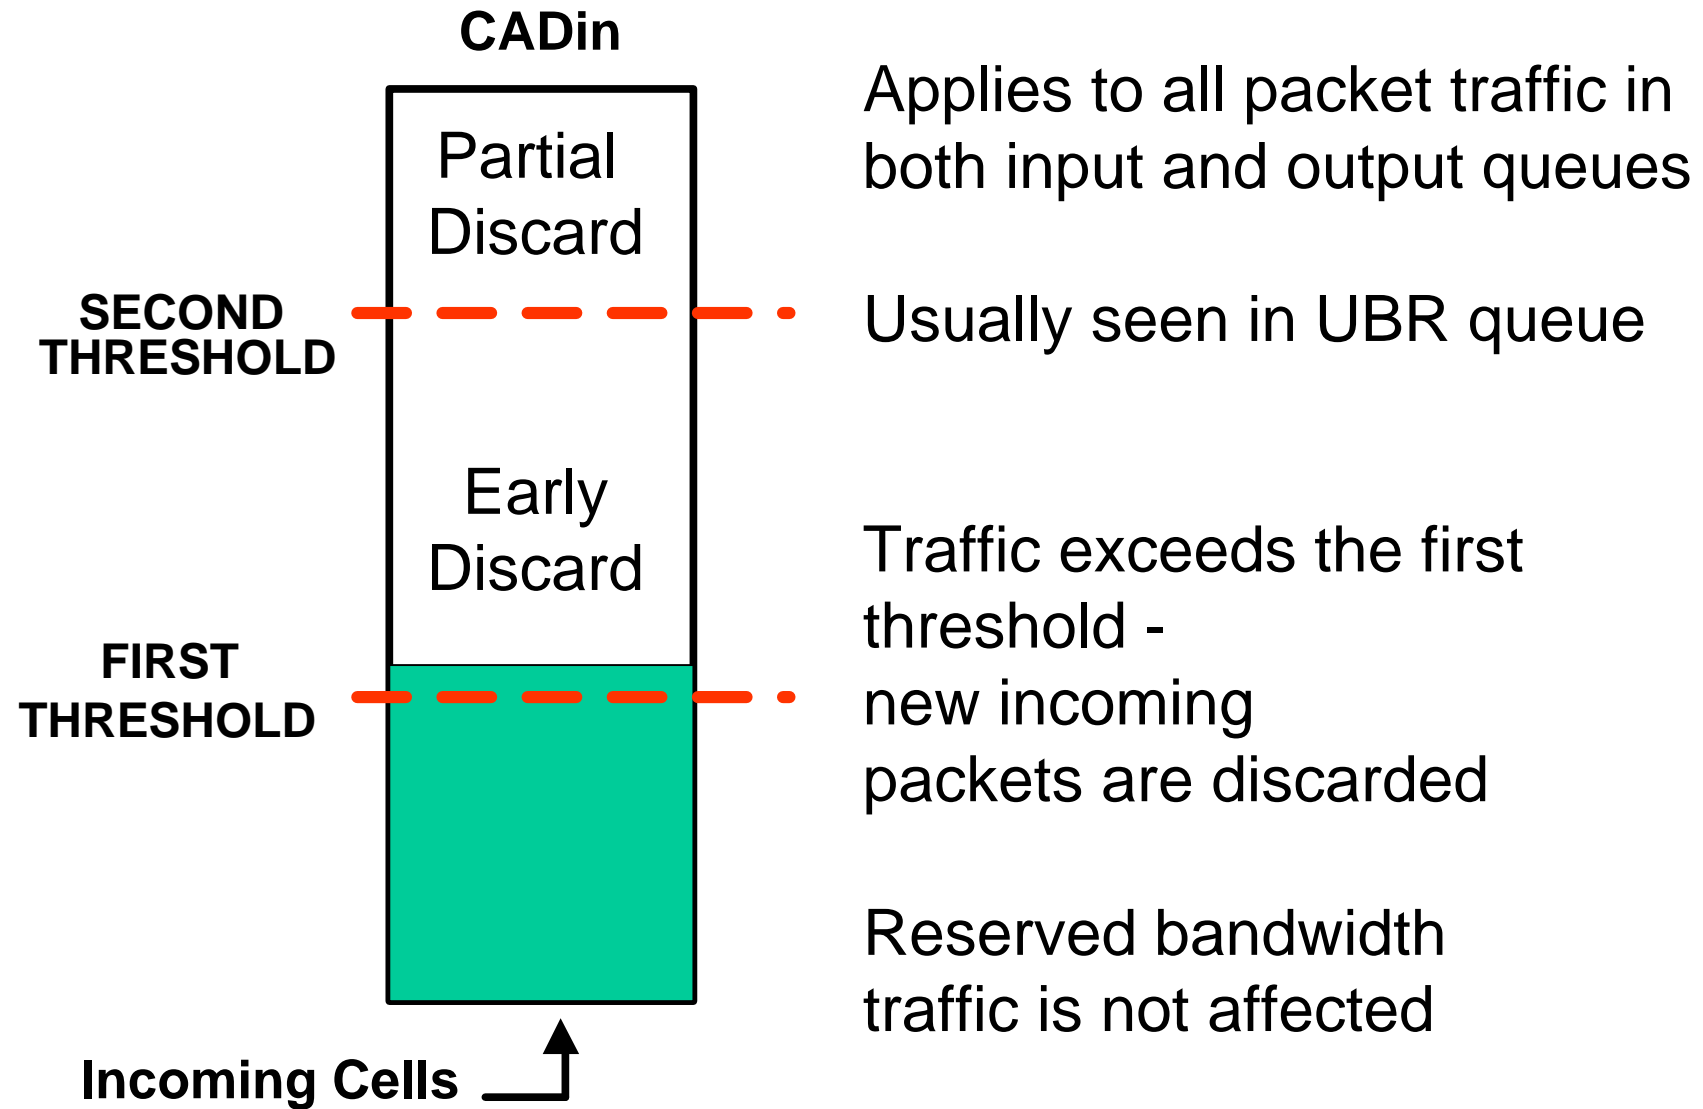 CADin
Partial
Discard
SECOND
THRESHOLD
Early
Discard
FIRST
THRESHOLD
Incoming Cells
Applies to all packet traffic in
both input and output queues
Usually seen in UBR queue
Traffic exceeds the first
threshold -
new incoming
packets are discarded
Reserved bandwidth
traffic is not affected